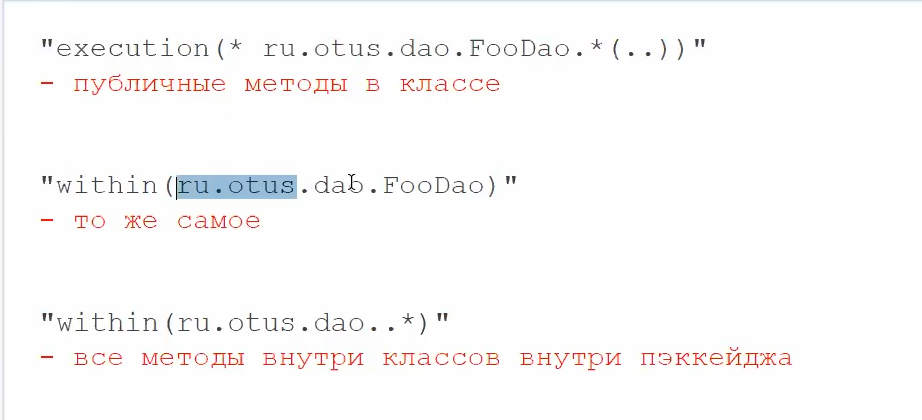 "execution(* ru.otus.dao.FooDao.*(..))"
- публичные методы в классе
"within(ru.otus.dao.FooDao)"
- то же самое
"within(ru.otus.dao..*)"
- все методы внутри классов внутри пэккейджа